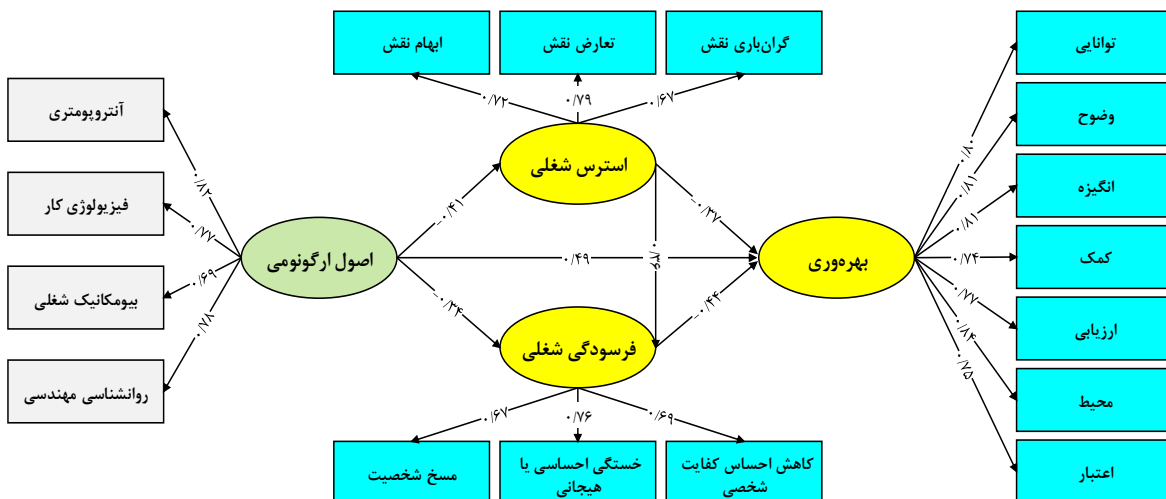 گران‌باری نقش
تعارض نقش
ابهام نقش
توانایی
وضوح
انگیزه
کمک
ارزیابی
محیط
اعتبار
۰/۶۷
۰/۷۹
۰/۷۲
استرس شغلی
آنتروپومتری
فیزیولوژی کار
بیومکانیک شغلی
روانشناسی مهندسی
۰/۸۲
۰/۷۷
۰/۶۹
۰/۷۸
اصول ارگونومی
-۰/۴۱
۰/۴۹
-۰/۳۴
۰/۳۶
-۰/۳۷
-۰/۴۴
بهره‌وری
۰/۸۰
۰/۸۱
۰/۸۱
۰/۷۴
۰/۷۷
۰/۸۴
۰/۷۵
فرسودگی شغلی
۰/۶۹
۰/۷۶
۰/۶۷
کاهش احساس کفایت
شخصی
خستگی احساسی یا
هیجانی
مسخ شخصیت